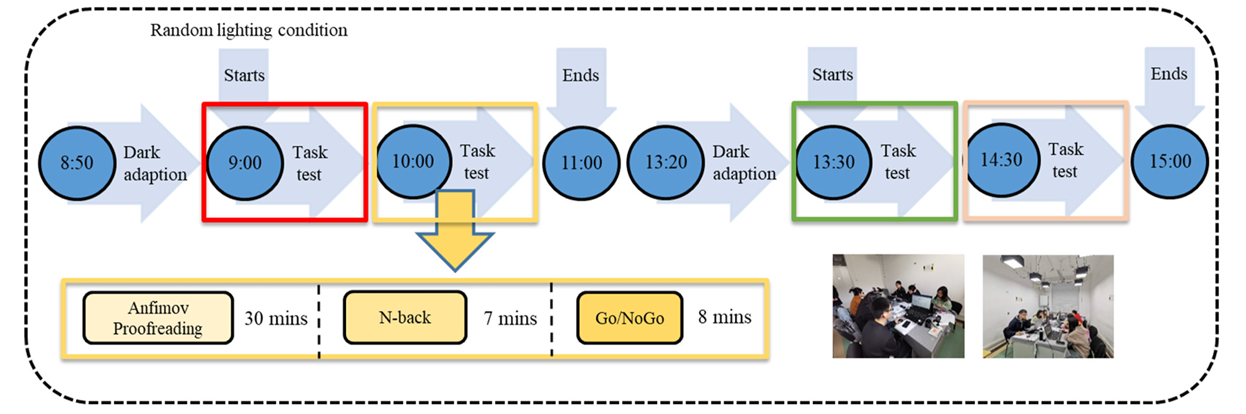 Random lighting condition
Starts
Ends
Starts
Ends
8:50
Dark
adaption
9:00
Task
test
10:00
Task
test
11:00
13:20
Dark
adaption
13:30
Task
test
14:30
Task
test
15:00
Anfimov
Proofreading
30 mins
N-back
7 mins
Go/NoGo
8 mins